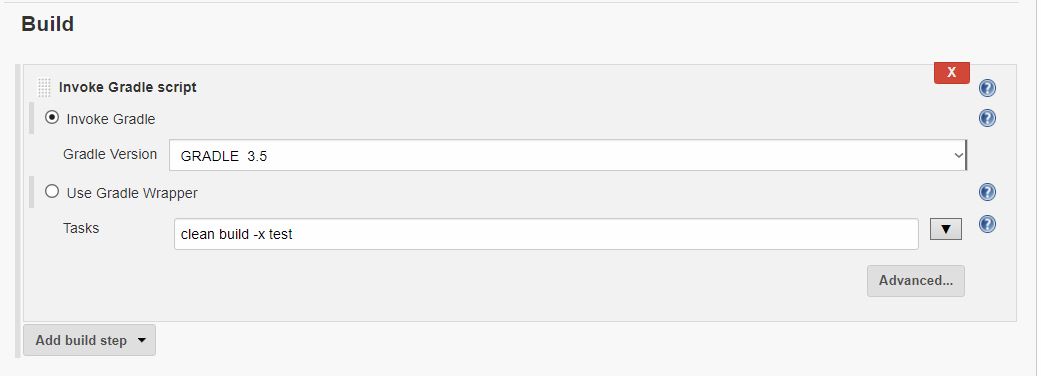 Build
X
Invoke Gradle script
Invoke Gradle
Gradle Version GRADLE 3.5
Use Gradle Wrapper
Tasks clean build -x test
Advanced...
Add build step